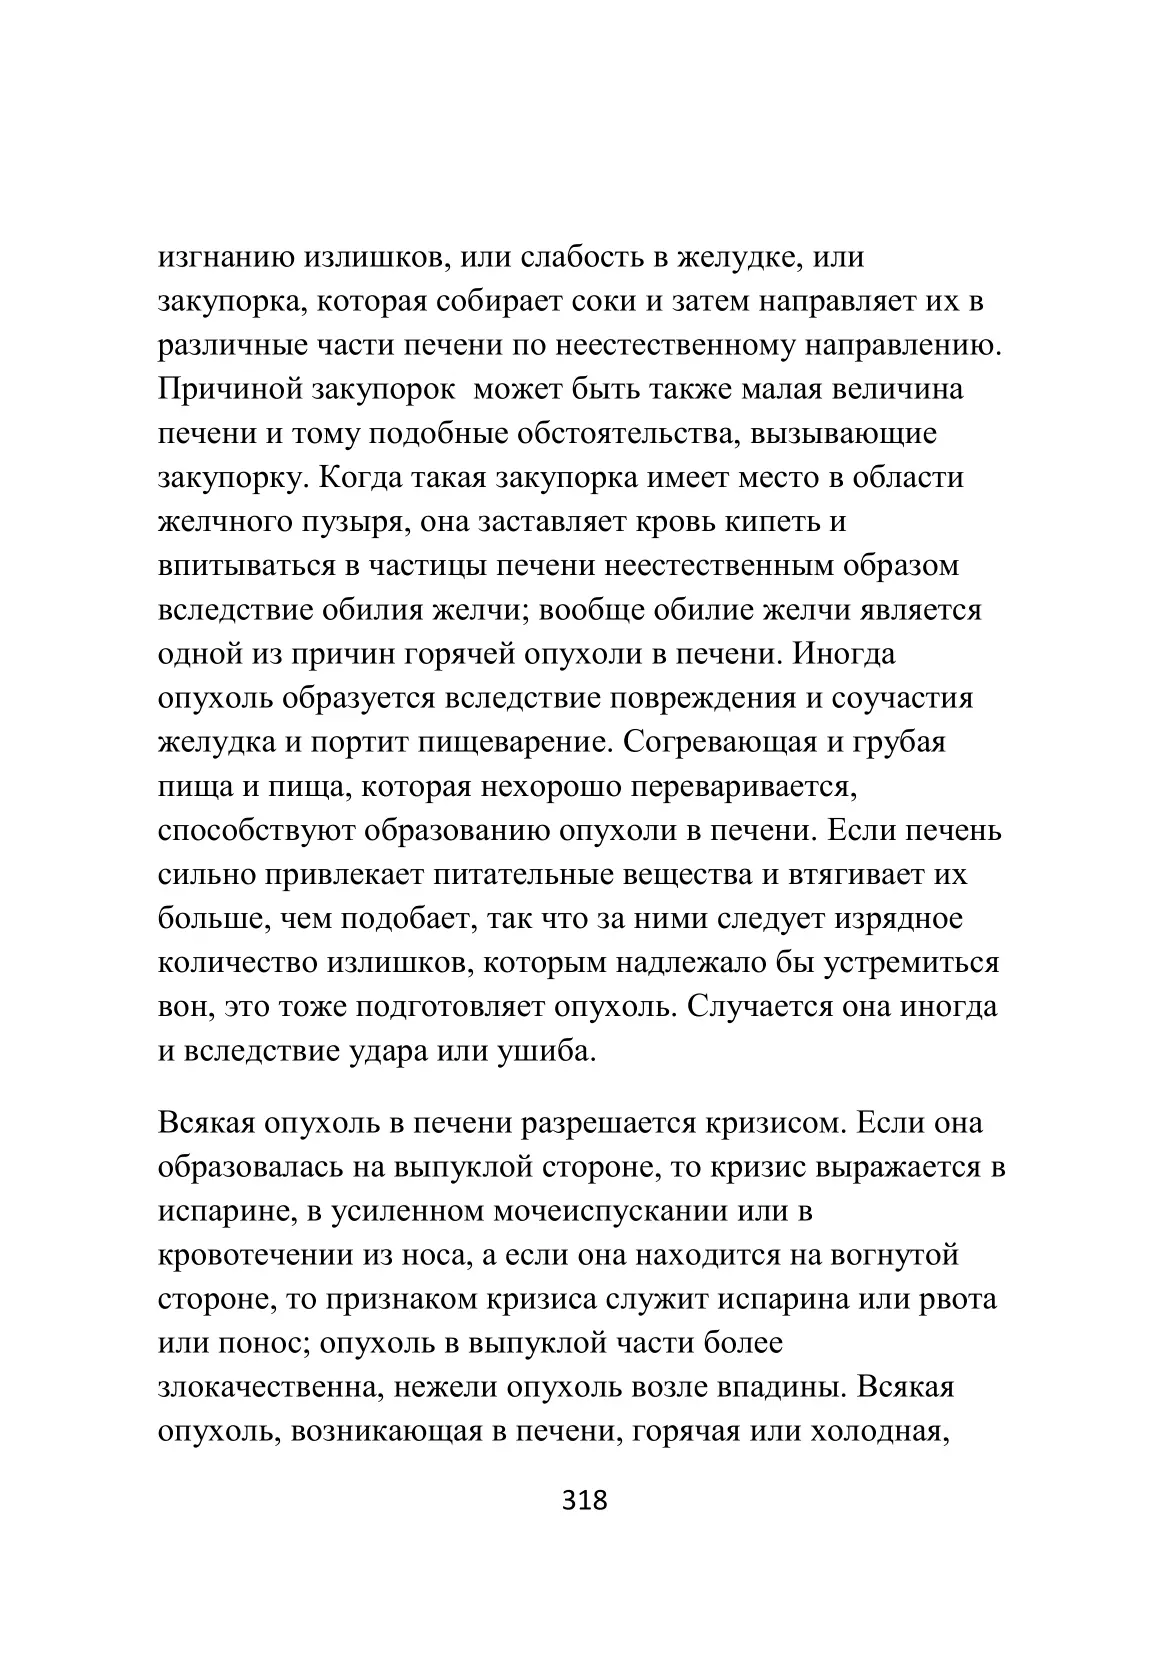 изгнанию излишков, или слабость в желудке, или
закупорка, которая собирает соки и затем направляет их в
различные части печени по неестественному направлению.
Причиной закупорок  может быть также малая величина
печени и тому подобные обстоятельства, вызывающие
закупорку. Когда такая закупорка имеет место в области
желчного пузыря, она заставляет кровь кипеть и
впитываться в частицы печени неестественным образом
вследствие обилия желчи; вообще обилие желчи является
одной из причин горячей опухоли в печени. Иногда
опухоль образуется вследствие повреждения и соучастия
желудка и портит пищеварение. Согревающая и грубая
пища и пища, которая нехорошо переваривается,
способствуют образованию опухоли в печени. Если печень
сильно привлекает питательные вещества и втягивает их
больше, чем подобает, так что за ними следует изрядное
количество излишков, которым надлежало бы устремиться
вон, это тоже подготовляет опухоль. Случается она иногда
и вследствие удара или ушиба.
Всякая опухоль в печени разрешается кризисом. Если она
образовалась на выпуклой стороне, то кризис выражается в
испарине, в усиленном мочеиспускании или в
кровотечении из носа, а если она находится на вогнутой
стороне, то признаком кризиса служит испарина или рвота
или понос; опухоль в выпуклой части более
злокачественна, нежели опухоль возле впадины. Всякая
опухоль, возникающая в печени, горячая или холодная,
318